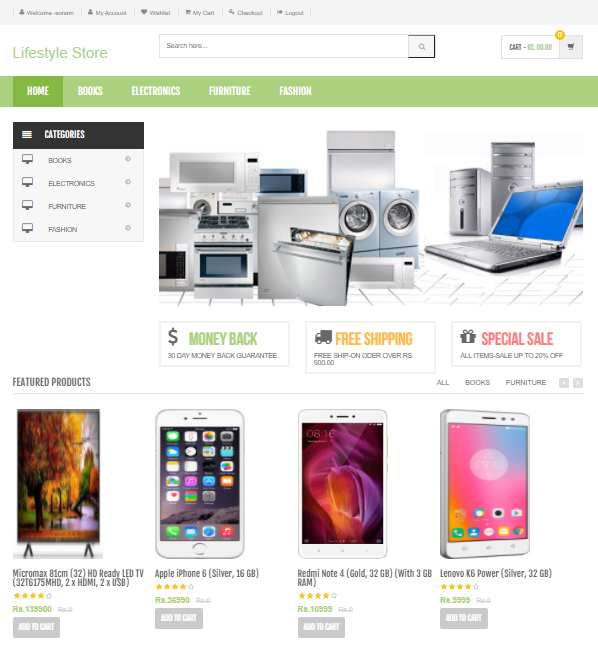 Welcome -sonam My Account Wishlist My Cart Checkout Logout
Lifestyle Store
Search here...
CART - RS. 00.00
0
HOME BOOKS ELECTRONICS FURNITURE FASHION
CATEGORIES
BOOKS
ELECTRONICS
FURNITURE
FASHION
$ MONEY BACK
30 DAY MONEY BACK GUARANTEE.
FREE SHIPPING
FREE SHIP-ON ODER OVER RS.
600.00
SPECIAL SALE
ALL ITEMS-SALE UP TO 20% OFF
FEATURED PRODUCTS
ALL BOOKS FURNITURE
08:16
09:30
Micromax 81cm (32) HD Ready LED TV
(32T6175MHD, 2 x HDMI, 2 x USB)
Rs.139900 Rs.0
ADD TO CART
Apple iPhone 6 (Silver, 16 GB)
Rs.36990 Rs.0
ADD TO CART
Redmi Note 4 (Gold, 32 GB) (With 3 GB
RAM)
Rs.10999 Rs.0
ADD TO CART
Lenovo K6 Power (Silver, 32 GB)
Rs.9999 Rs.0
ADD TO CART